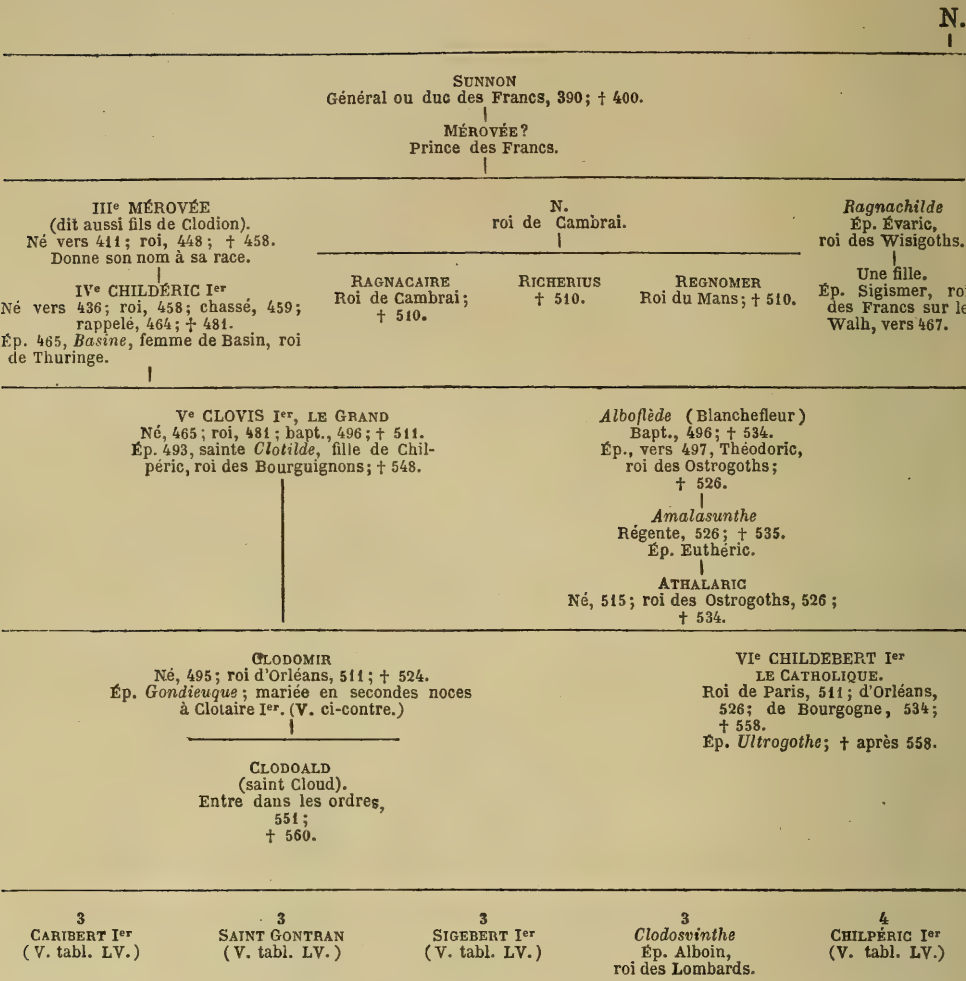 N.
SUNNON
Général ou duc des Francs, 390; † 400.
MÉROVÉE?
Prince des Francs.
IIIe MÉROVÉE
(dit aussi fils de Clodion).
Né vers 411; roi, 448; † 458.
Donne son nom à sa race.
IVe CHILDÉRIC Ier
Né vers 436; roi, 458; chassé, 459;
rappelé, 464; † 481.
Ép. 465, Basine, femme de Basin, roi
de Thuringe.
N.
roi de Cambrai.
RAGNACAIRE
Roi de Cambrai;
† 510.
RICHERIUS
† 510.
REGNOMER
Roi du Mans; † 510.
Ragnachilde
Ép. Évaric,
roi des Wisigoths.
Une fille.
Ép. Sigismer, roi
des Francs sur le
Walh, vers 467.
Ve CLOVIS Ier, LE GRAND
Né, 465; roi, 481; bapt., 496; † 511.
Ép. 493, sainte Clotilde, fille de Chil-
péric, roi des Bourguignons; † 548.
Alboflède (Blanchefleur)
Bapt., 496; † 534.
Ép., vers 497, Théodoric,
roi des Ostrogoths;
† 526.
Amalasunthe
Régente, 526; † 535.
Ép. Euthéric.
ATHALARIC
Né, 515; roi des Ostrogoths, 526;
† 534.
CLODOMIR
Né, 495; roi d'Orléans, 511; † 524.
Ép. Gondieuque; mariée en secondes noces
à Clotaire Ier. (V. ci-contre.)
CLODOALD
(saint Cloud).
Entre dans les ordres,
551;
† 560.
VIe CHILDEBERT Ier
LE CATHOLIQUE.
Roi de Paris, 511; d'Orléans,
526; de Bourgogne, 534;
† 558.
Ép. Ultrogothe; † après 558.
3
CARIBERT Ier
(V. tabl. LV.)
3
SAINT GONTRAN
(V. tabl. LV.)
3
SIGEBERT Ier
(V. tabl. LV.)
3
Clodosvinthe
Ép. Alboin,
roi des Lombards.
4
CHILPÉRIC Ier
(V. tabl. LV.)